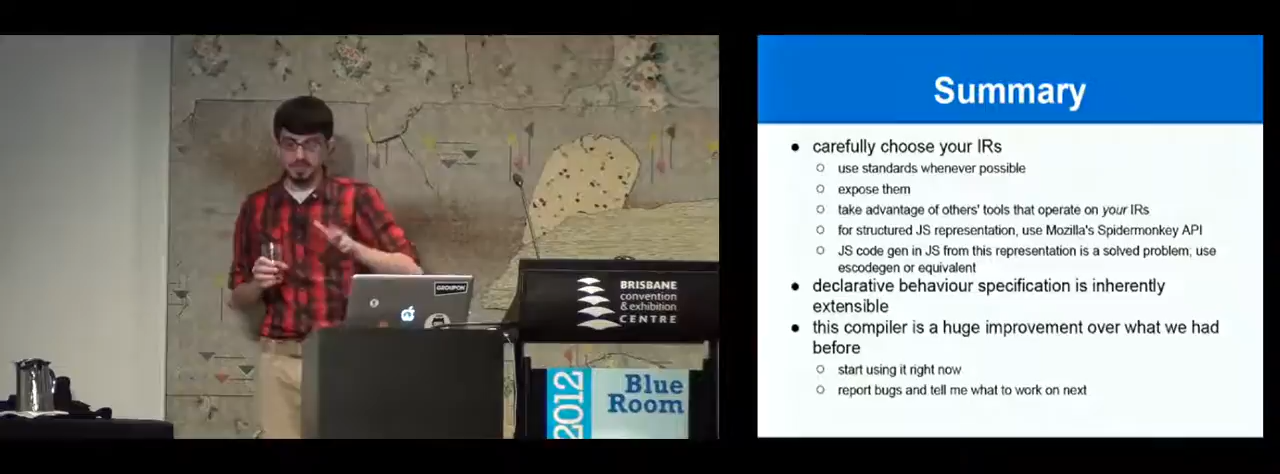 GROUPON
BRISBANE
convention
& exhibition
CENTRE
2012
Blue
Room
Summary
carefully choose your IRs
use standards whenever possible
expose them
take advantage of others' tools that operate on your IRs
for structured JS representation, use Mozilla's Spidermonkey API
JS code gen in JS from this representation is a solved problem; use
escodegen or equivalent
declarative behaviour specification is inherently
extensible
this compiler is a huge improvement over what we had
before
start using it right now
report bugs and tell me what to work on next